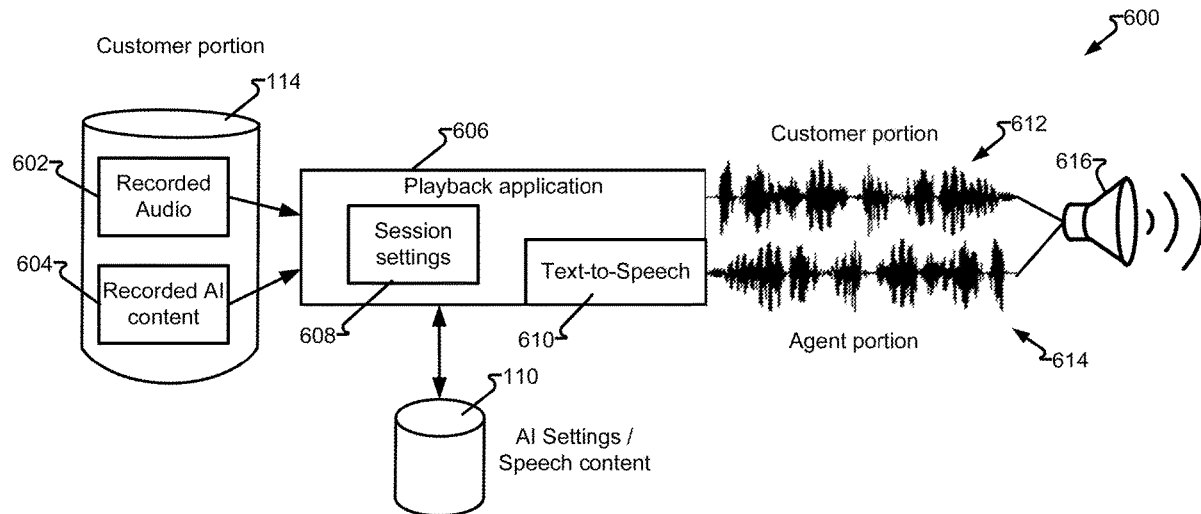 600
Customer portion
114
602
Recorded
Audio
604
Recorded AI
content
606
Playback application
Session
settings
608
Text-to-Speech
610
Customer portion
612
616
Agent portion
614
110
AI Settings /
Speech content